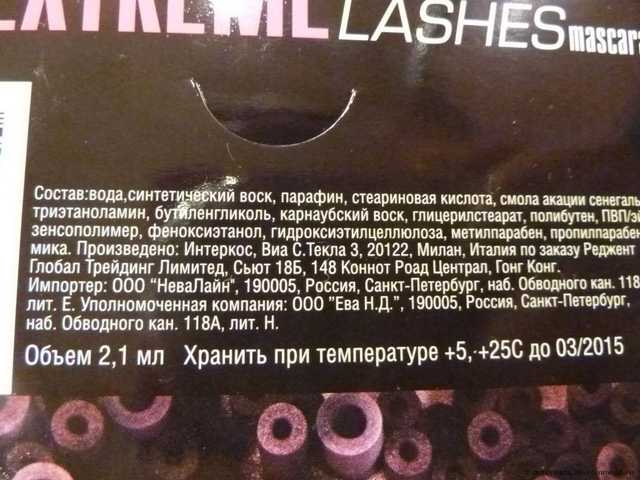 EXTREME LASHES mascara
Состав:вода,синтетический воск, парафин, стеариновая кислота, смола акации
триэтаноламин, бутиленгликоль, карнаубский воск, глицерилстеарат, полибутен,
зенсополимер, феноксиэтанол, гидроксиэтилцеллюлоза, метилпарабен,
мика. Произведено: Интеркос, Виа С.Текла 3, 20122, Милан, Италия по заказу Реджент
Глобал Трейдинг Лимитед, Сьют 18Б, 148 Коннот Роад Централ, Гонг Конг.
Импортер: ООО "НеваЛайн", 190005, Россия, Санкт-Петербург, наб. Обводного кан. 118
лит. Е. Уполномоченная компания: ООО "Ева Н.Д.", 190005, Россия, Санкт-Петербург,
наб. Обводного кан. 118А, лит. Н.
Объем 2,1 мл Хранить при температуре +5,-+25С до 03/2015